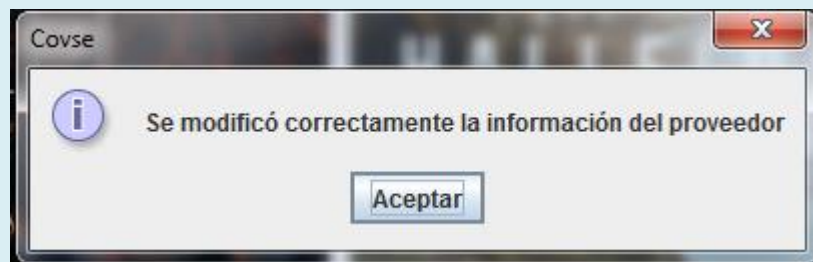 Covse
Se modificó correctamente la información del proveedor
Aceptar